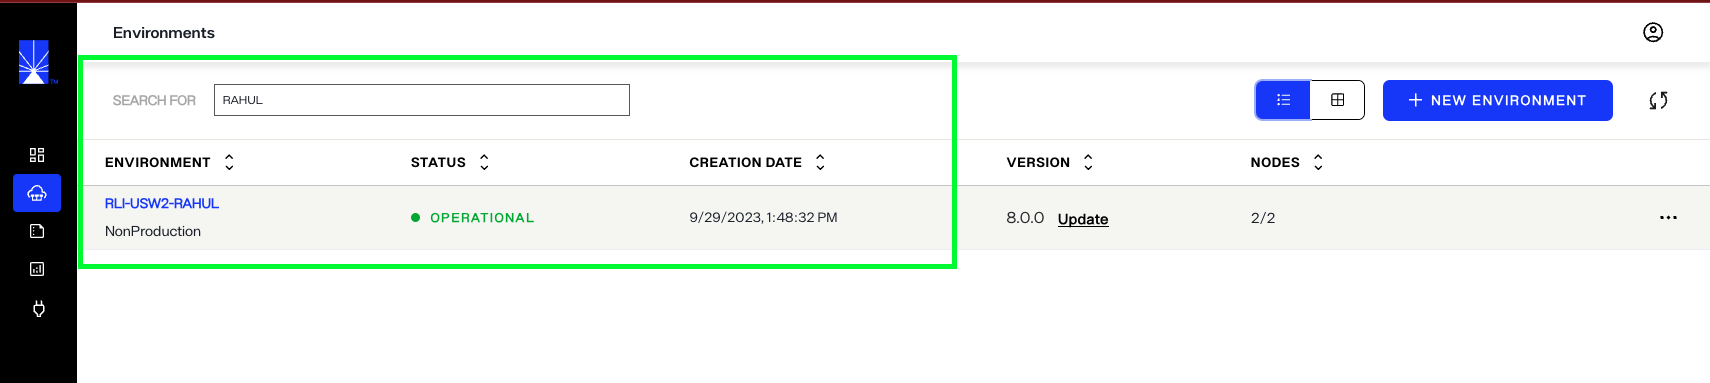 Environments
TM
SEARCH FOR RAHUL
NEW ENVIRONMENT
ENVIRONMENT STATUS CREATION DATE VERSION NODES
RLI-USW2-RAHUL
NonProduction
OPERATIONAL 9/29/2023, 1:48:32 PM 8.0.0 Update 2/2